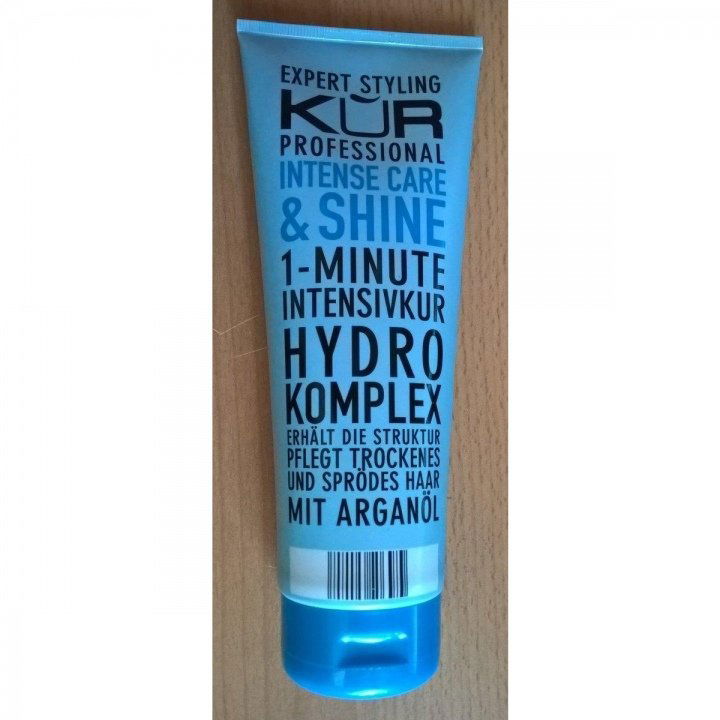 EXPERT STYLING
KŪR
PROFESSIONAL
INTENSE CARE
& SHINE
1-MINUTE
INTENSIVKUR
HYDRO
KOMPLEX
ERHÄLT DIE STRUKTUR
PFLEGT TROCKENES
UND SPRÖDES HAAR
MIT ARGANÖL